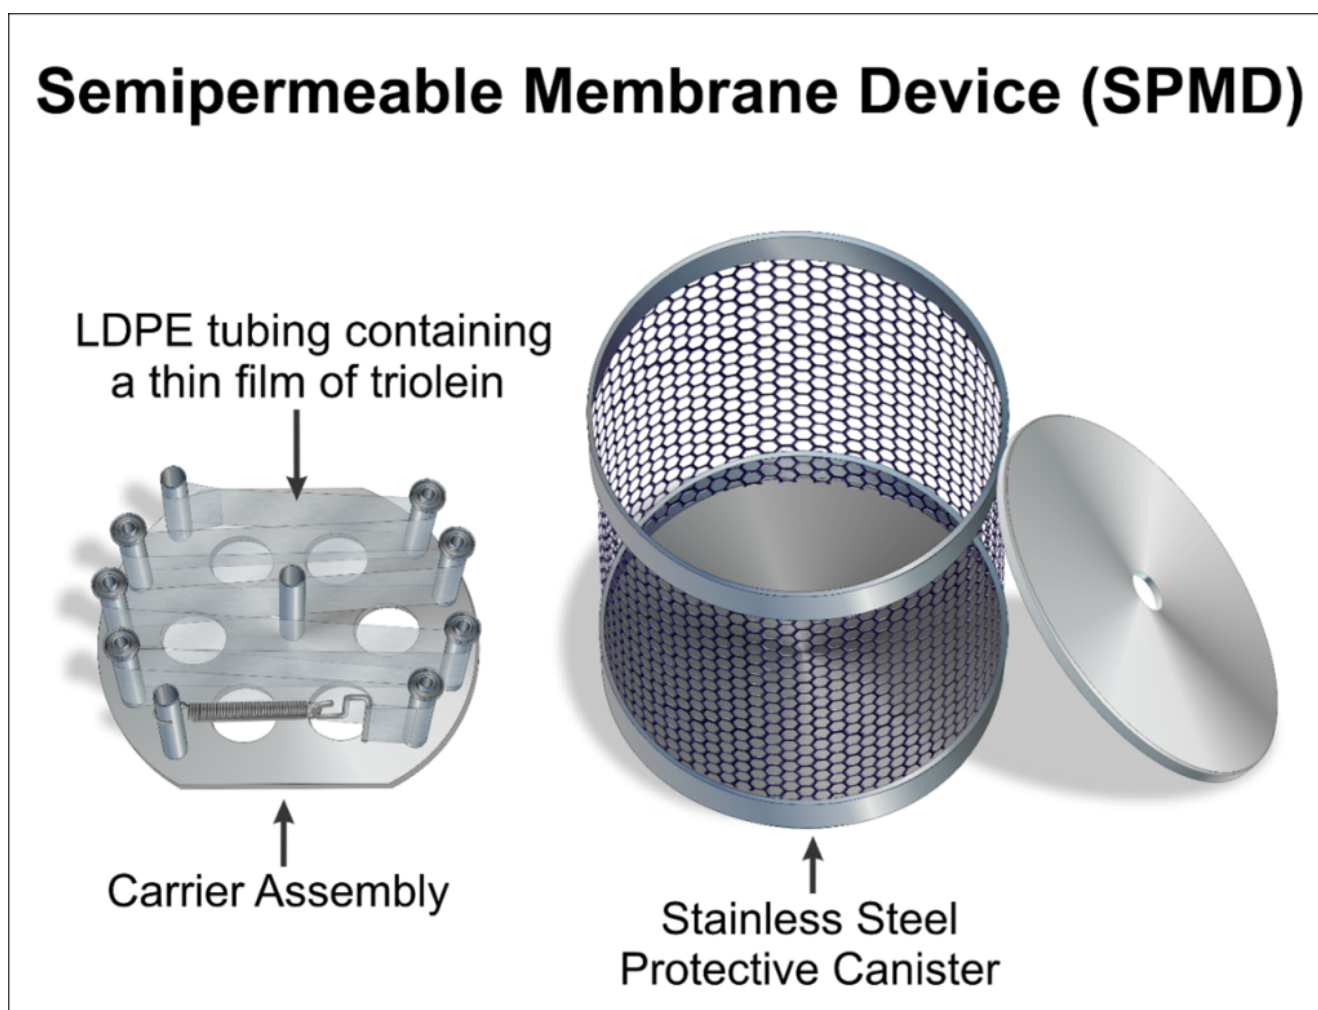 Semipermeable Membrane Device (SPMD)
LDPE tubing containing
a thin film of triolein
Carrier Assembly
Stainless Steel
Protective Canister